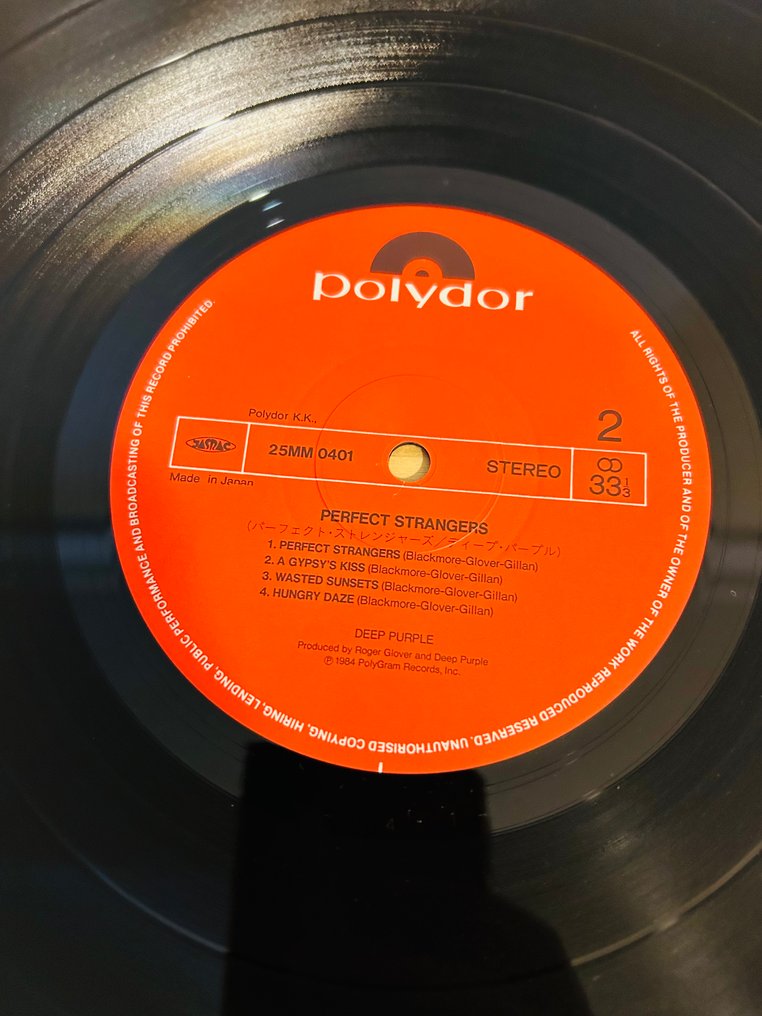 polydor
Polydor K.K.,
2
JASRAC
25MM 0401
STEREO
33 1/3
Made in Japan
PERFECT STRANGERS
(パーフェクト・ストレンジャーズ/ディープ・パープル)
1. PERFECT STRANGERS (Blackmore-Glover-Gillan)
2. A GYPSY'S KISS (Blackmore-Glover-Gillan)
3. WASTED SUNSETS (Blackmore-Glover-Gillan)
4. HUNGRY DAZE (Blackmore-Glover-Gillan)
DEEP PURPLE
Produced by Roger Glover and Deep Purple
℗ 1984 PolyGram Records, Inc.
ALL RIGHTS OF THE PRODUCER AND OF THE OWNER OF THE WORK REPRODUCED RESERVED. UNAUTHORISED COPYING, HIRING, LENDING, PUBLIC PERFORMANCE AND BROADCASTING OF THIS RECORD PROHIBITED.